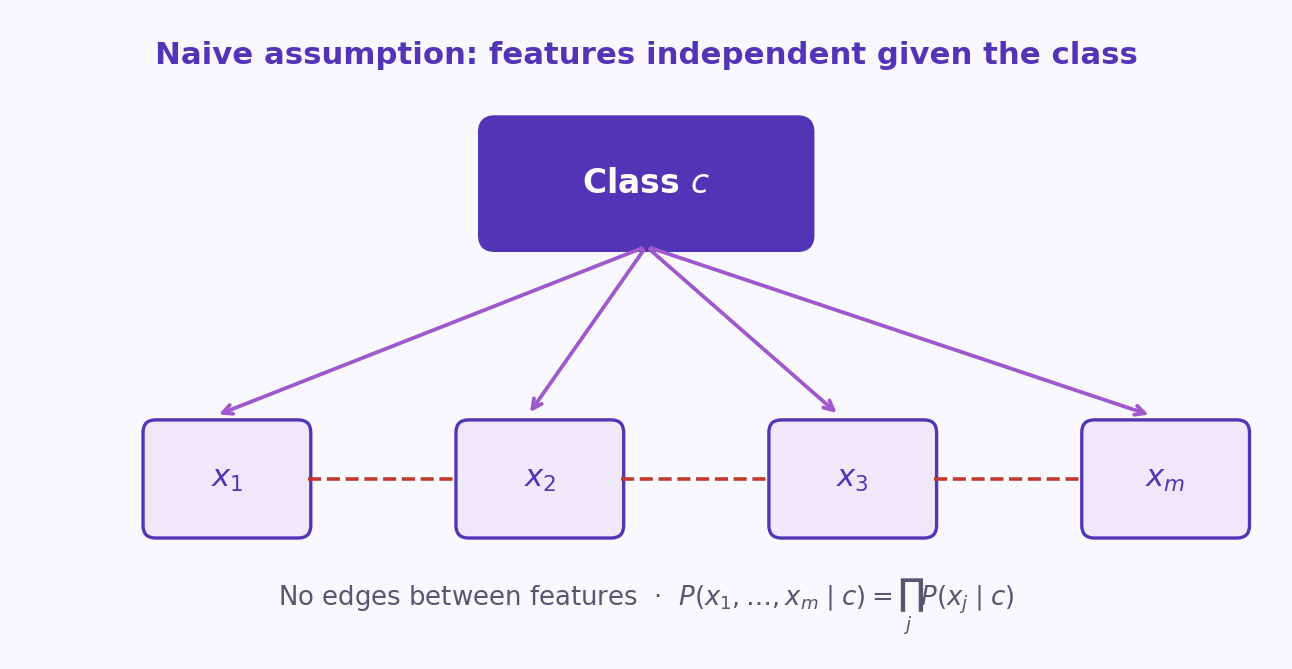 Naive assumption: features independent given the class
Class c
x₁
x₂
x₃
xₘ
No edges between features · P(x₁, …, xₘ | c) = ∏ⱼ P(xⱼ | c)